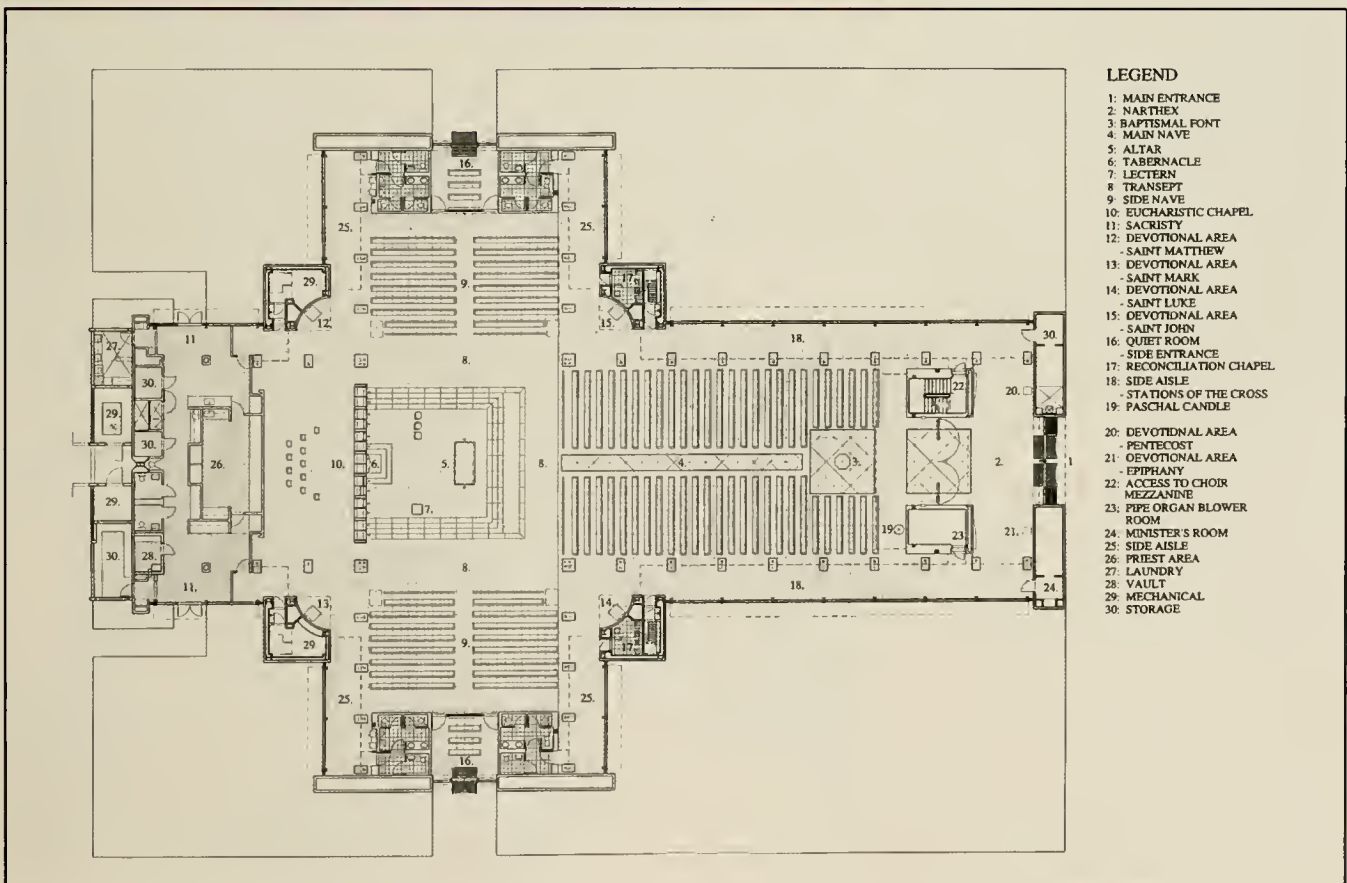 16.
25.
25.
29.
9.
17.
12.
15.
11
18.
30.
27.
8.
30.
22.
20.
29.
30.
26.
10.
6.
5.
8.
4.
3.
2.
1
29.
7.
19.
23.
21.
30.
28.
8.
11.
18.
24.
13.
14.
29
9.
17.
25.
25.
16.
LEGEND
1: MAIN ENTRANCE
2: NARTHEX
3: BAPTISMAL FONT
4: MAIN NAVE
5: ALTAR
6: TABERNACLE
7: LECTERN
8 TRANSEPT
9: SIDE NAVE
10: EUCHARISTIC CHAPEL
11: SACRISTY
12: DEVOTIONAL AREA
- SAINT MATTHEW
13: DEVOTIONAL AREA
- SAINT MARK
14: DEVOTIONAL AREA
- SAINT LUKE
15: DEVOTIONAL AREA
- SAINT JOHN
16: QUIET ROOM
- SIDE ENTRANCE
17: RECONCILIATION CHAPEL
18: SIDE AISLE
- STATIONS OF THE CROSS
19: PASCHAL CANDLE
20: DEVOTIDNAL AREA
- PENTECOST
21: OEVOTIONAL AREA
- EPIPHANY
22: ACCESS TO CHOIR
MEZZANINE
23; PIPE ORGAN BLOWER
ROOM
24: MINISTER'S ROOM
25: SIDE AISLE
26: PRIEST AREA
27: LAUNDRY
28: VAULT
29: MECHANICAL
30: STORAGE